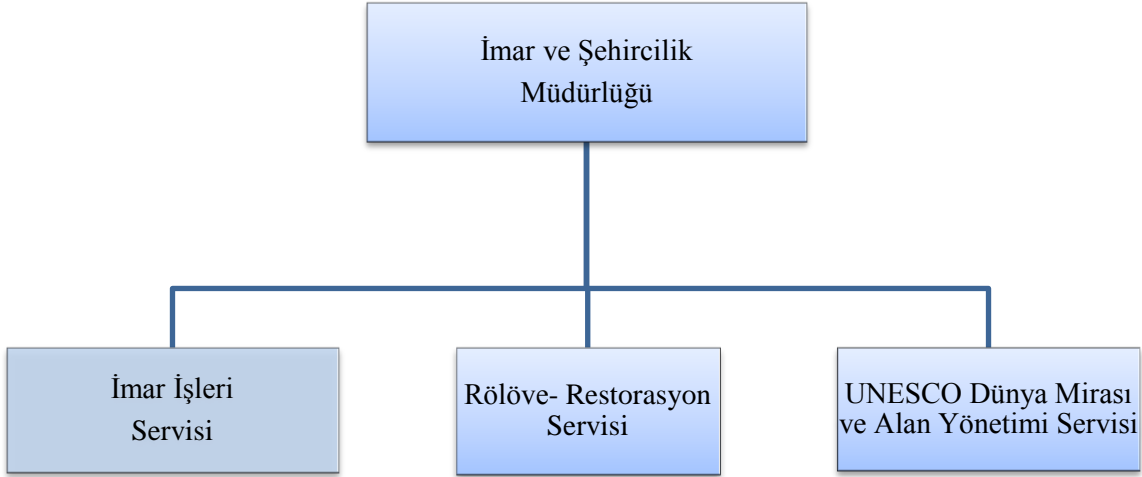 İmar ve Şehircilik
Müdürlüğü
İmar İşleri
Servisi
Rölöve- Restorasyon
Servisi
UNESCO Dünya Mirası
ve Alan Yönetimi Servisi